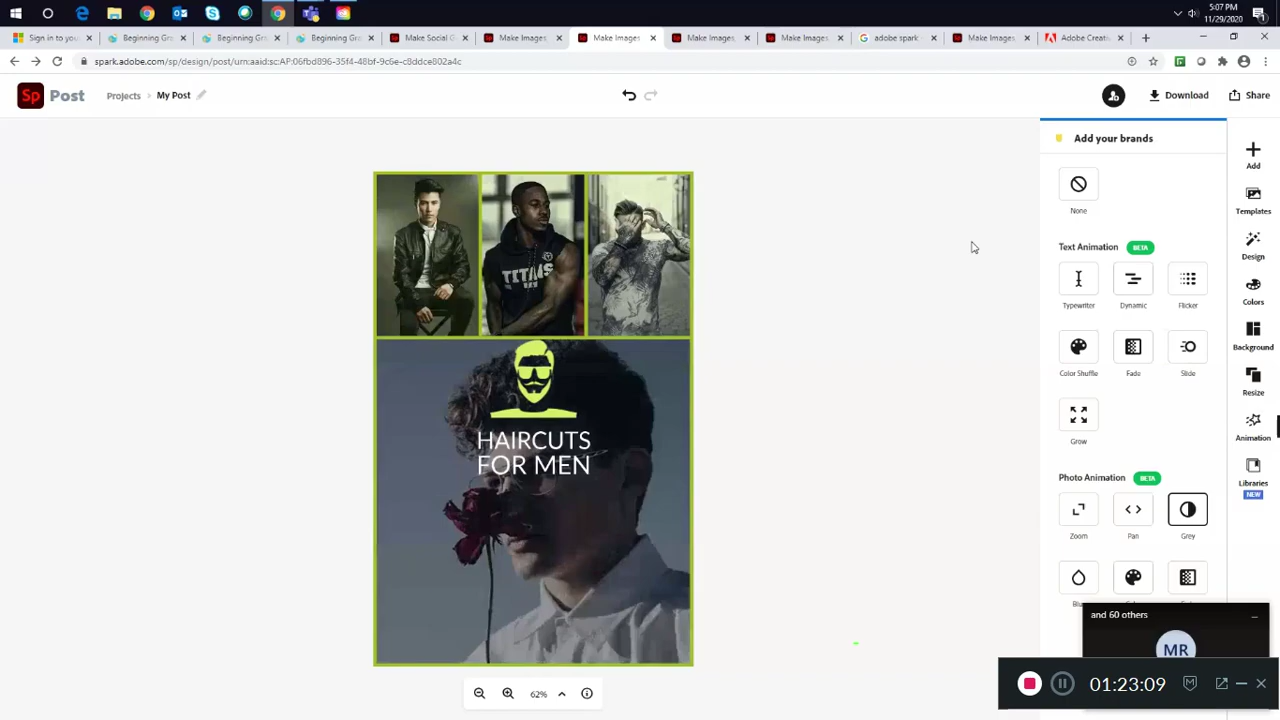 5:07 PM
11/29/2020
Sign in to you
Beginning Gra
Beginning Gra
Beginning Gra
Make Social G
Make Images,
Make Images
Make Images,
Make Images,
adobe spark
Make Images,
Adobe Creati
spark.adobe.com/sp/design/post/urn:aaid:sc:AP:06fbd896-35f4-48bf-9c6e-c8ddce802a4c
Sp Post
Projects > My Post
Download
Share
Add your brands
None
Text Animation BETA
Typewriter
Dynamic
Flicker
Color Shuffle
Fade
Slide
Grow
Photo Animation BETA
Zoom
Pan
Grey
Add
Templates
Design
Colors
Background
Resize
Animation
Libraries
NEW
TITANS
HAIRCUTS
FOR MEN
62%
and 60 others
MR
01:23:09